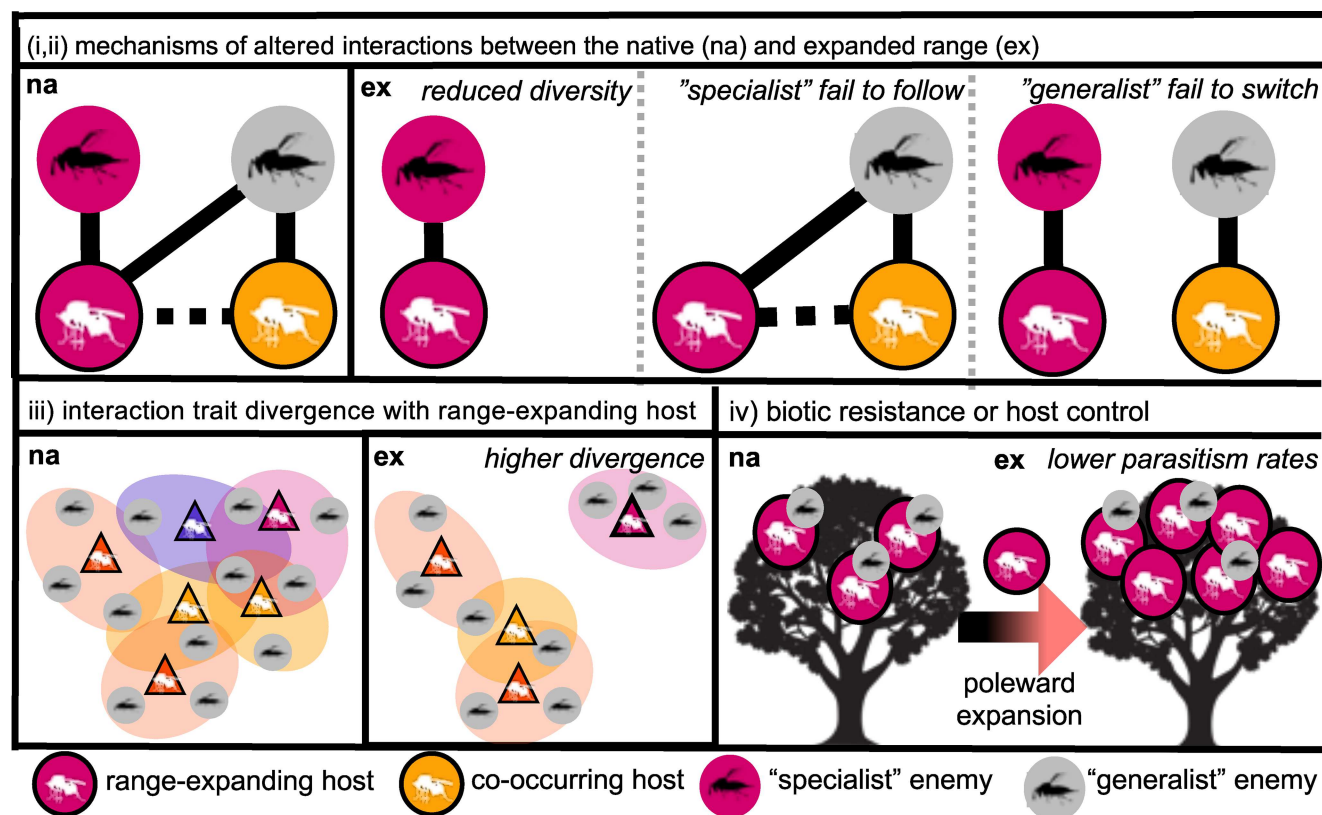 (i,ii) mechanisms of altered interactions between the native (na) and expanded range (ex)
na
ex
reduced diversity
"specialist" fail to follow
"generalist" fail to switch
iii) interaction trait divergence with range-expanding host
iv) biotic resistance or host control
na
ex
higher divergence
na
ex
lower parasitism rates
poleward
expansion
range-expanding host
co-occurring host
"specialist" enemy
"generalist" enemy